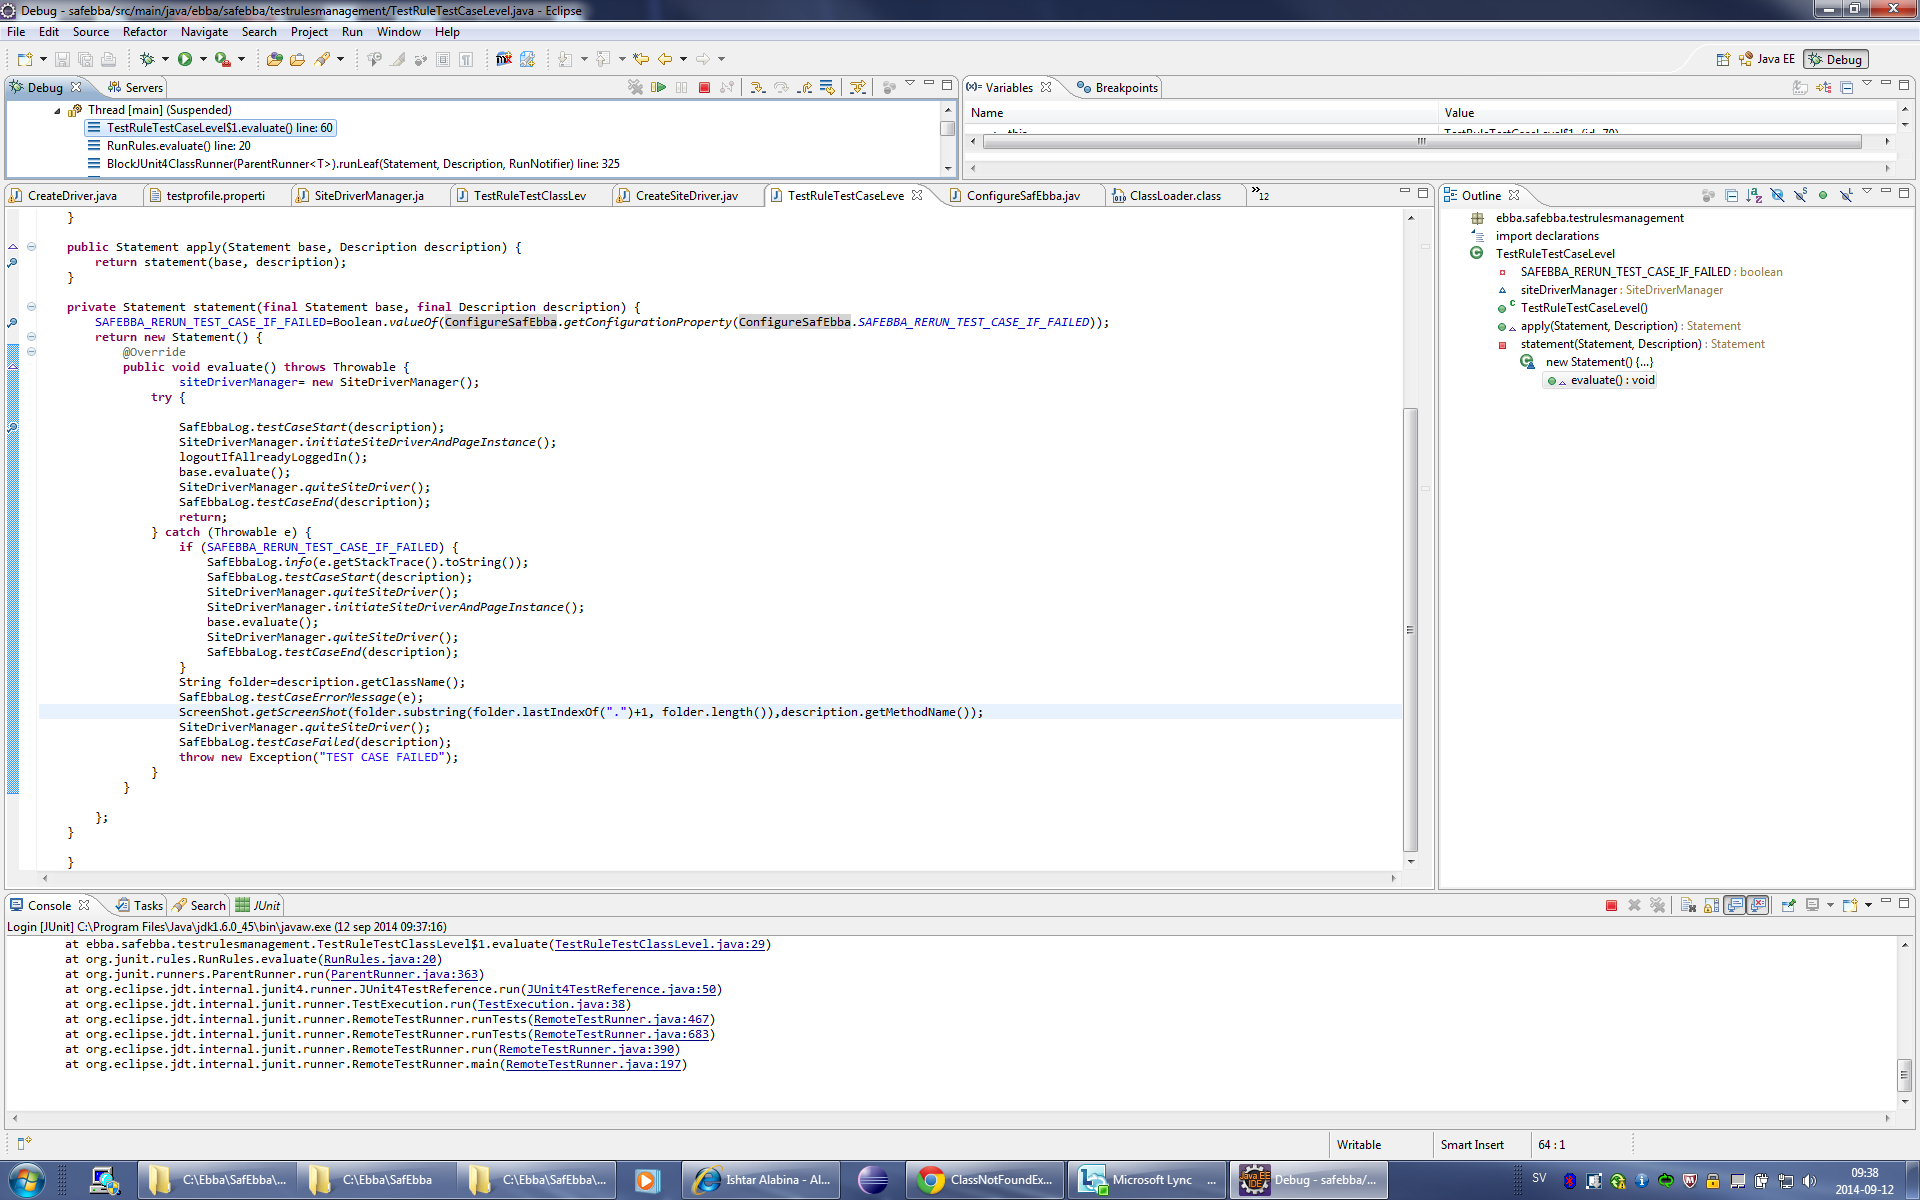 Debug - safebba/src/main/java/ebba/safebba/testrulesmanagement/TestRuleTestCaseLevel.java - Eclipse
File Edit Source Refactor Navigate Search Project Run Window Help
Java EE Debug
Debug Servers
Thread [main] (Suspended)
TestRuleTestCaseLevel$1.evaluate() line: 60
RunRules.evaluate() line: 20
BlockJUnit4ClassRunner(ParentRunner<T>).runLeaf(Statement, Description, RunNotifier) line: 325
(x)= Variables Breakpoints
Name Value
CreateDriver.java testprofile.properti SiteDriverManager.ja TestRuleTestClassLev CreateSiteDriver.jav TestRuleTestCaseLeve ConfigureSafEbba.jav ClassLoader.class »12
}
public Statement apply(Statement base, Description description) {
return statement(base, description);
}
private Statement statement(final Statement base, final Description description) {
SAFEBBA_RERUN_TEST_CASE_IF_FAILED=Boolean.valueOf(ConfigureSafEbba.getConfigurationProperty(ConfigureSafEbba.SAFEBBA_RERUN_TEST_CASE_IF_FAILED));
return new Statement() {
@Override
public void evaluate() throws Throwable {
siteDriverManager= new SiteDriverManager();
try {
SafEbbaLog.testCaseStart(description);
SiteDriverManager.initiateSiteDriverAndPageInstance();
logoutIfAllreadyLoggedIn();
base.evaluate();
SiteDriverManager.quiteSiteDriver();
SafEbbaLog.testCaseEnd(description);
return;
} catch (Throwable e) {
if (SAFEBBA_RERUN_TEST_CASE_IF_FAILED) {
SafEbbaLog.info(e.getStackTrace().toString());
SafEbbaLog.testCaseStart(description);
SiteDriverManager.quiteSiteDriver();
SiteDriverManager.initiateSiteDriverAndPageInstance();
base.evaluate();
SiteDriverManager.quiteSiteDriver();
SafEbbaLog.testCaseEnd(description);
}
String folder=description.getClassName();
SafEbbaLog.testCaseErrorMessage(e);
ScreenShot.getScreenShot(folder.substring(folder.lastIndexOf(".")+1, folder.length()),description.getMethodName());
SiteDriverManager.quiteSiteDriver();
SafEbbaLog.testCaseFailed(description);
throw new Exception("TEST CASE FAILED");
}
}
};
}
}
Outline
ebba.safebba.testrulesmanagement
import declarations
TestRuleTestCaseLevel
SAFEBBA_RERUN_TEST_CASE_IF_FAILED : boolean
siteDriverManager : SiteDriverManager
TestRuleTestCaseLevel()
apply(Statement, Description) : Statement
statement(Statement, Description) : Statement
new Statement() {...}
evaluate() : void
Console Tasks Search JUnit
Login [JUnit] C:\Program Files\Java\jdk1.6.0_45\bin\javaw.exe (12 sep 2014 09:37:16)
at ebba.safebba.testrulesmanagement.TestRuleTestClassLevel$1.evaluate(TestRuleTestClassLevel.java:29)
at org.junit.rules.RunRules.evaluate(RunRules.java:20)
at org.junit.runners.ParentRunner.run(ParentRunner.java:363)
at org.eclipse.jdt.internal.junit4.runner.JUnit4TestReference.run(JUnit4TestReference.java:50)
at org.eclipse.jdt.internal.junit.runner.TestExecution.run(TestExecution.java:38)
at org.eclipse.jdt.internal.junit.runner.RemoteTestRunner.runTests(RemoteTestRunner.java:467)
at org.eclipse.jdt.internal.junit.runner.RemoteTestRunner.runTests(RemoteTestRunner.java:683)
at org.eclipse.jdt.internal.junit.runner.RemoteTestRunner.run(RemoteTestRunner.java:390)
at org.eclipse.jdt.internal.junit.runner.RemoteTestRunner.main(RemoteTestRunner.java:197)
Writable Smart Insert 64 : 1
C:\Ebba\SafEbba\... C:\Ebba\SafEbba C:\Ebba\SafEbba\... Ishtar Alabina - Al... ClassNotFoundEx... Microsoft Lync ... Debug - safebba/... SV 09:38
2014-09-12